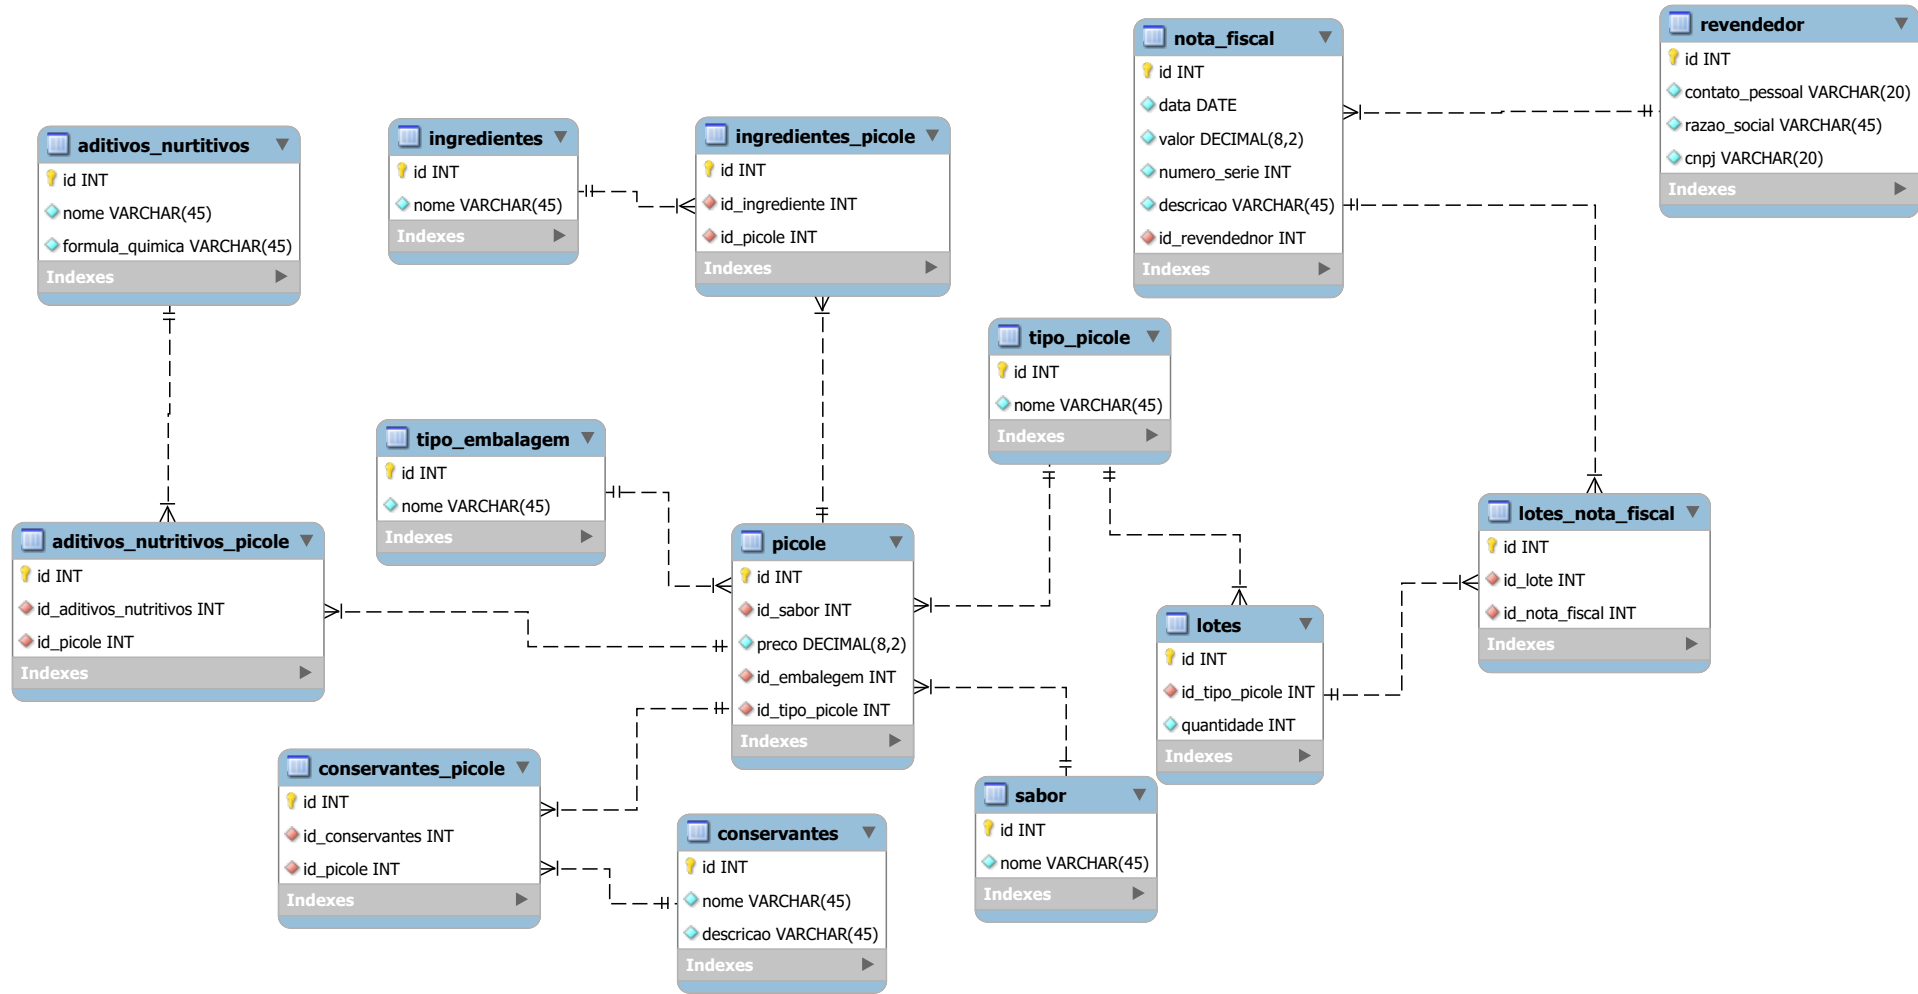 nota_fiscal
id INT
data DATE
valor DECIMAL(8,2)
numero_serie INT
descricao VARCHAR(45)
id_revendednor INT
Indexes
revendedor
id INT
contato_pessoal VARCHAR(20)
razao_social VARCHAR(45)
cnpj VARCHAR(20)
Indexes
aditivos_nurtitivos
id INT
nome VARCHAR(45)
formula_quimica VARCHAR(45)
Indexes
ingredientes
id INT
nome VARCHAR(45)
Indexes
ingredientes_picole
id INT
id_ingrediente INT
id_picole INT
Indexes
tipo_picole
id INT
nome VARCHAR(45)
Indexes
tipo_embalagem
id INT
nome VARCHAR(45)
Indexes
lotes_nota_fiscal
id INT
id_lote INT
id_nota_fiscal INT
Indexes
aditivos_nutritivos_picole
id INT
id_aditivos_nutritivos INT
id_picole INT
Indexes
picole
id INT
id_sabor INT
preco DECIMAL(8,2)
id_embalegem INT
id_tipo_picole INT
Indexes
lotes
id INT
id_tipo_picole INT
quantidade INT
Indexes
conservantes_picole
id INT
id_conservantes INT
id_picole INT
Indexes
conservantes
id INT
nome VARCHAR(45)
descricao VARCHAR(45)
Indexes
sabor
id INT
nome VARCHAR(45)
Indexes